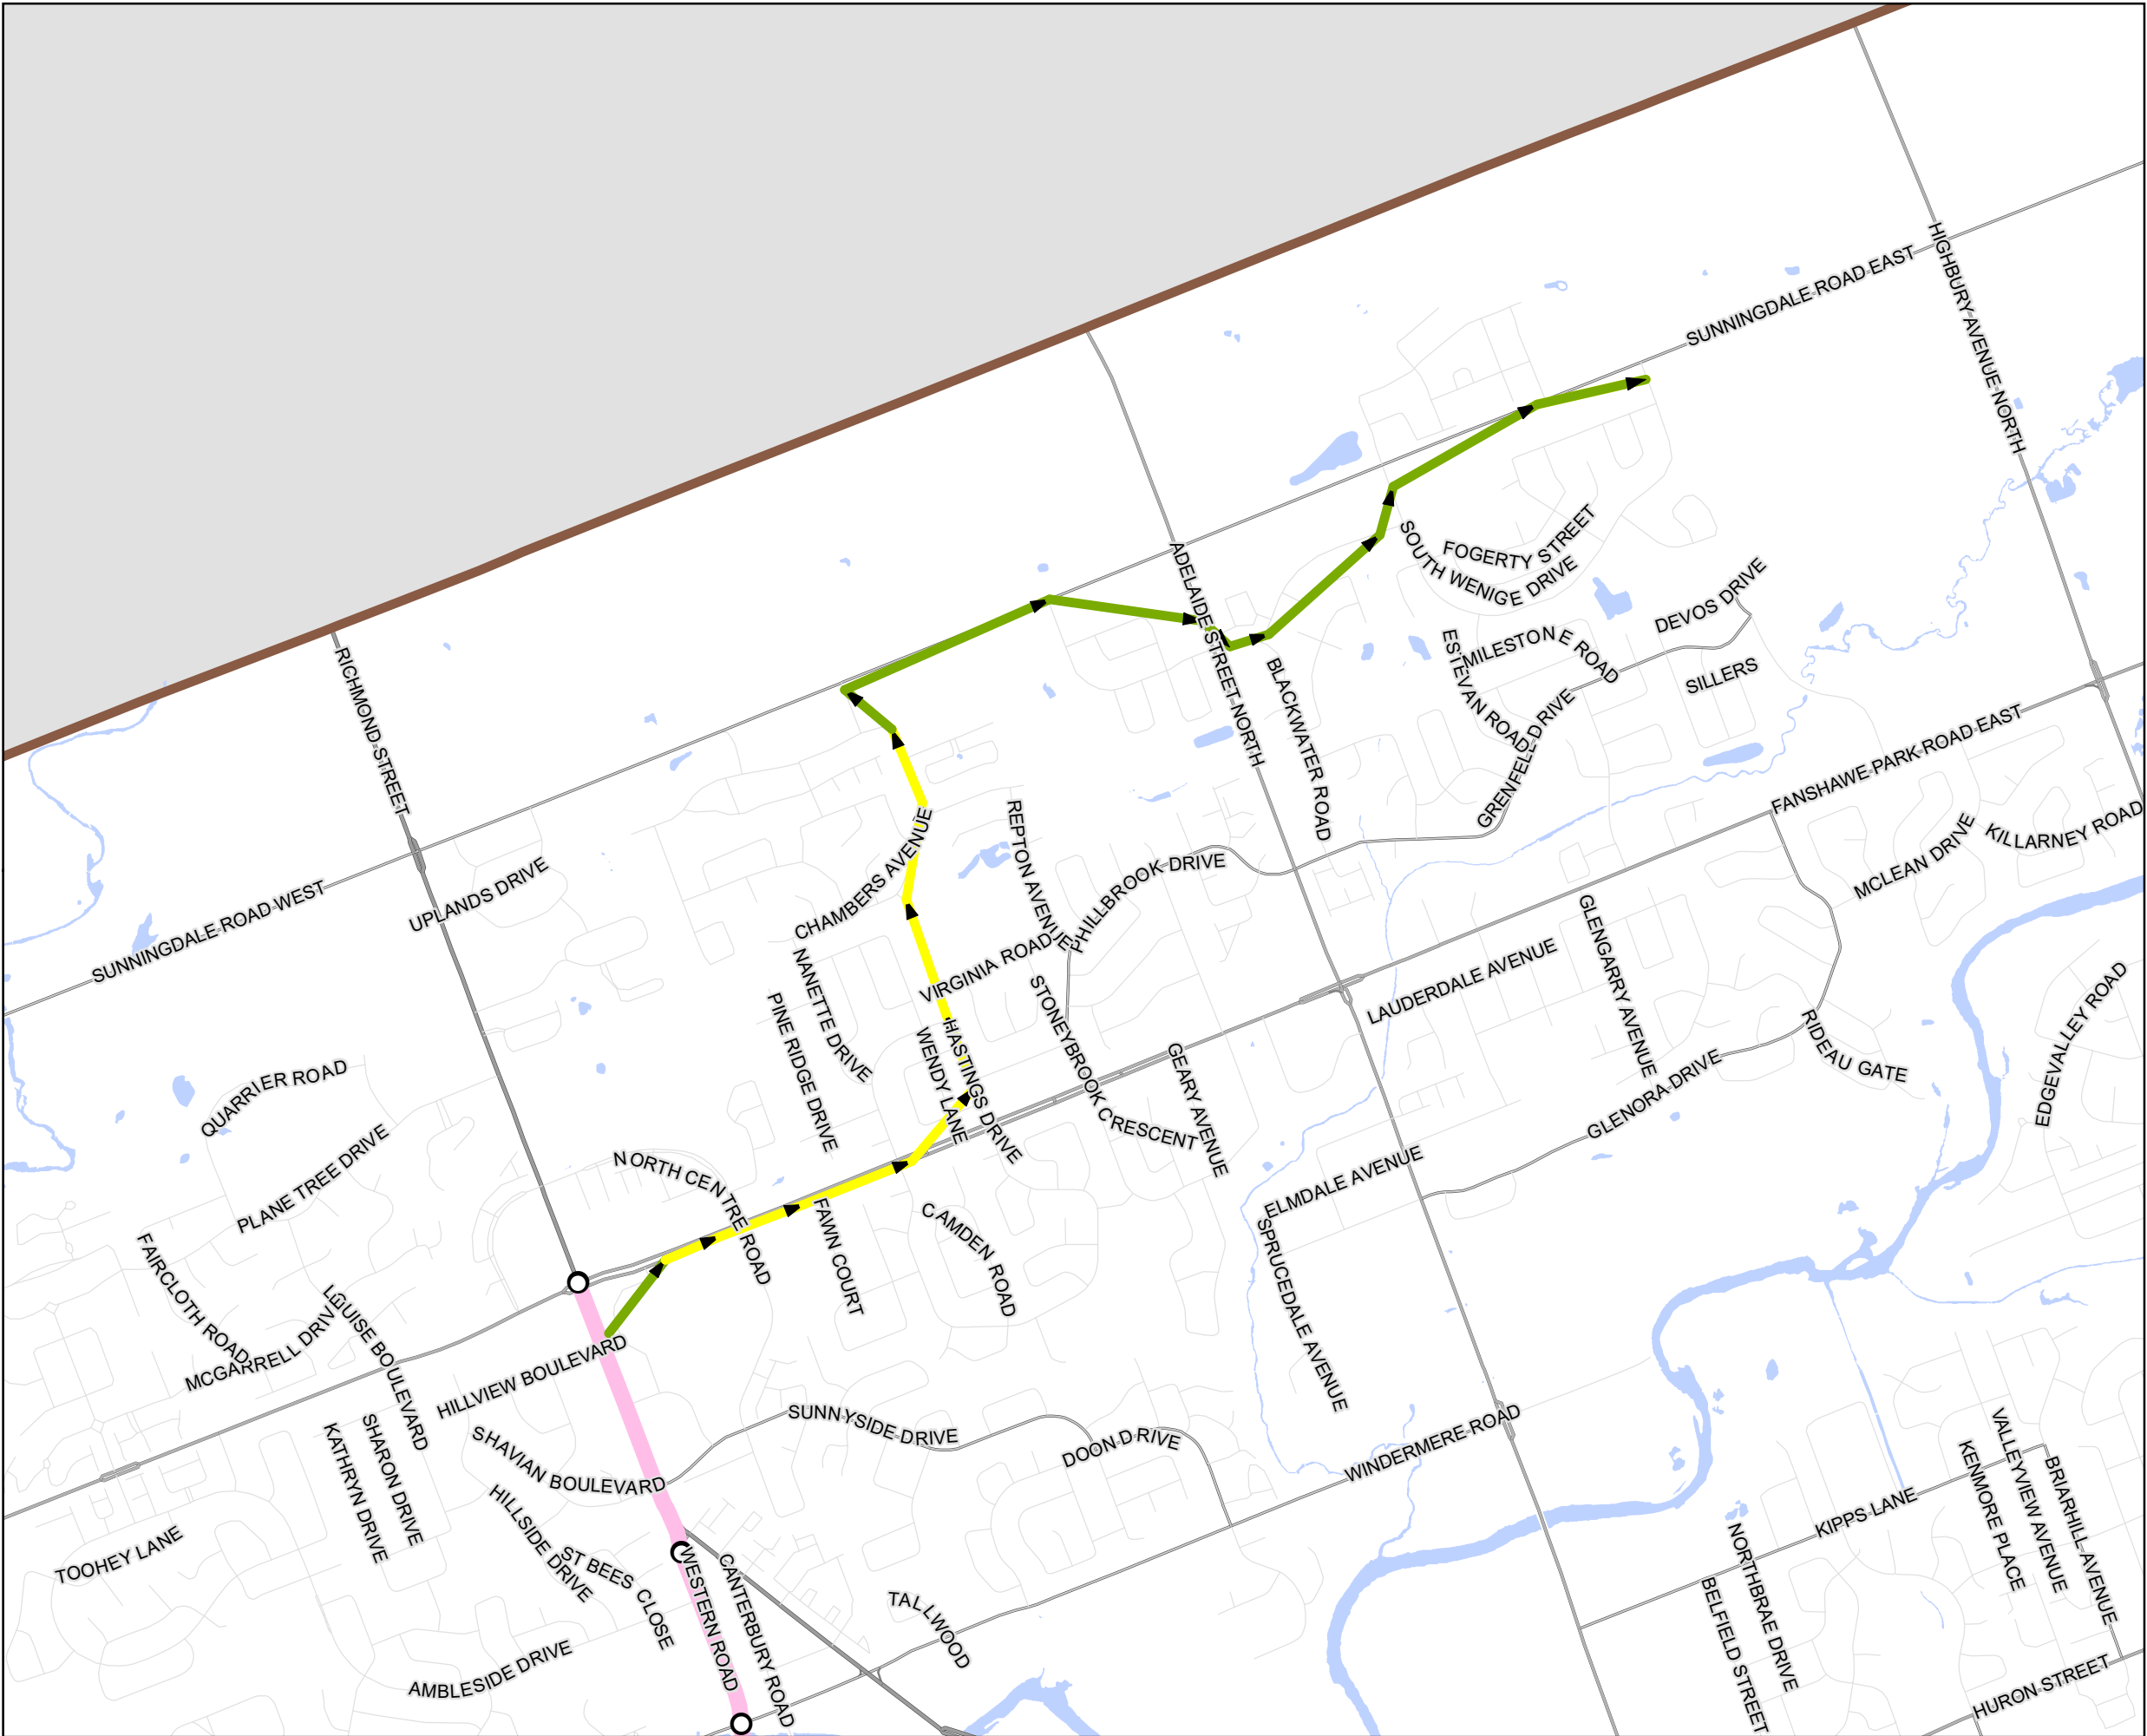 HIGHBURY AVENUE NORTH
SUNNINGDALE ROAD EAST
ADELAIDE STREET NORTH
SOUTH WENIGE DRIVE
FOGERTY STREET
DEVOS DRIVE
MILESTONE ROAD
ESTEVAN ROAD
SILLERS
RICHMOND STREET
BLACKWATER ROAD
GRENFELL DRIVE
FANSHAWE PARK ROAD EAST
KILLARNEY ROAD
MCLEAN DRIVE
CHAMBERS AVENUE
REPTON AVENUE
PHILLBROOK DRIVE
UPLANDS DRIVE
SUNNINGDALE ROAD WEST
VIRGINIA ROAD
NANETTE DRIVE
PINE RIDGE DRIVE
STONEYBROOK CRESCENT
LAUDERDALE AVENUE
GLENGARRY AVENUE
EDGEVALLEY ROAD
RIDEAU GATE
GLENORA DRIVE
HASTINGS DRIVE
WENDY LANE
GEARY AVENUE
QUARRIER ROAD
PLANE TREE DRIVE
NORTH CENTRE ROAD
FAWN COURT
CAMDEN ROAD
ELMDALE AVENUE
SPRUCEDALE AVENUE
FAIRCLOTH ROAD
LOUISE BOULEVARD
MCGARRELL DRIVE
HILLVIEW BOULEVARD
SUNNYSIDE DRIVE
DOON DRIVE
WINDERMERE ROAD
KATHRYN DRIVE
SHARON DRIVE
SHAVIAN BOULEVARD
HILLSIDE DRIVE
ST BEES CLOSE
TOOHEY LANE
WESTERN ROAD
CANTERBURY ROAD
AMBLESIDE DRIVE
TALLWOOD
KIPPS LANE
KENMORE PLACE
VALLEYVIEW AVENUE
BRIARHILL AVENUE
NORTHBRAE DRIVE
BELFIELD STREET
HURON STREET